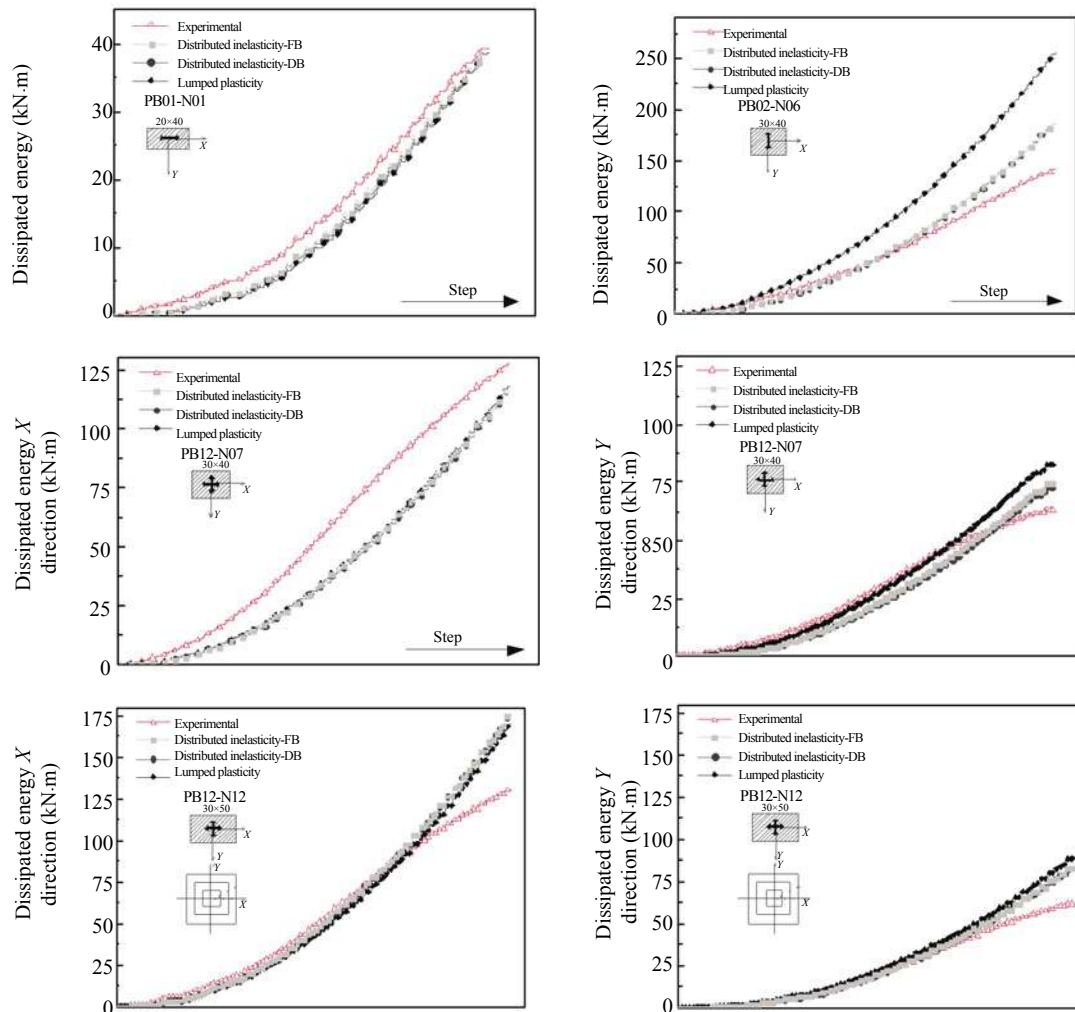 Dissipated energy (kN·m)
40
30
20
10
0
Experimental
Distributed inelasticity-FB
Distributed inelasticity-DB
Lumped plasticity
PB01-N01
20×40
X
Y
Step
Dissipated energy (kN·m)
250
200
150
100
50
0
Experimental
Distributed inelasticity-FB
Distributed inelasticity-DB
Lumped plasticity
PB02-N06
30×40
X
Y
Step
Dissipated energy X
direction (kN·m)
125
100
75
50
25
0
Experimental
Distributed inelasticity-FB
Distributed inelasticity-DB
Lumped plasticity
PB12-N07
30×40
X
Y
Step
Dissipated energy Y
direction (kN·m)
125
100
75
850
25
0
Experimental
Distributed inelasticity-FB
Distributed inelasticity-DB
Lumped plasticity
PB12-N07
30×40
X
Y
Dissipated energy X
direction (kN·m)
175
150
125
100
75
50
25
0
Experimental
Distributed inelasticity-FB
Distributed inelasticity-DB
Lumped plasticity
PB12-N12
30×50
X
Y
Y
X
Dissipated energy Y
direction (kN·m)
175
150
125
100
75
50
25
0
Experimental
Distributed inelasticity-FB
Distributed inelasticity-DB
Lumped plasticity
PB12-N12
30×50
X
Y
Y
X